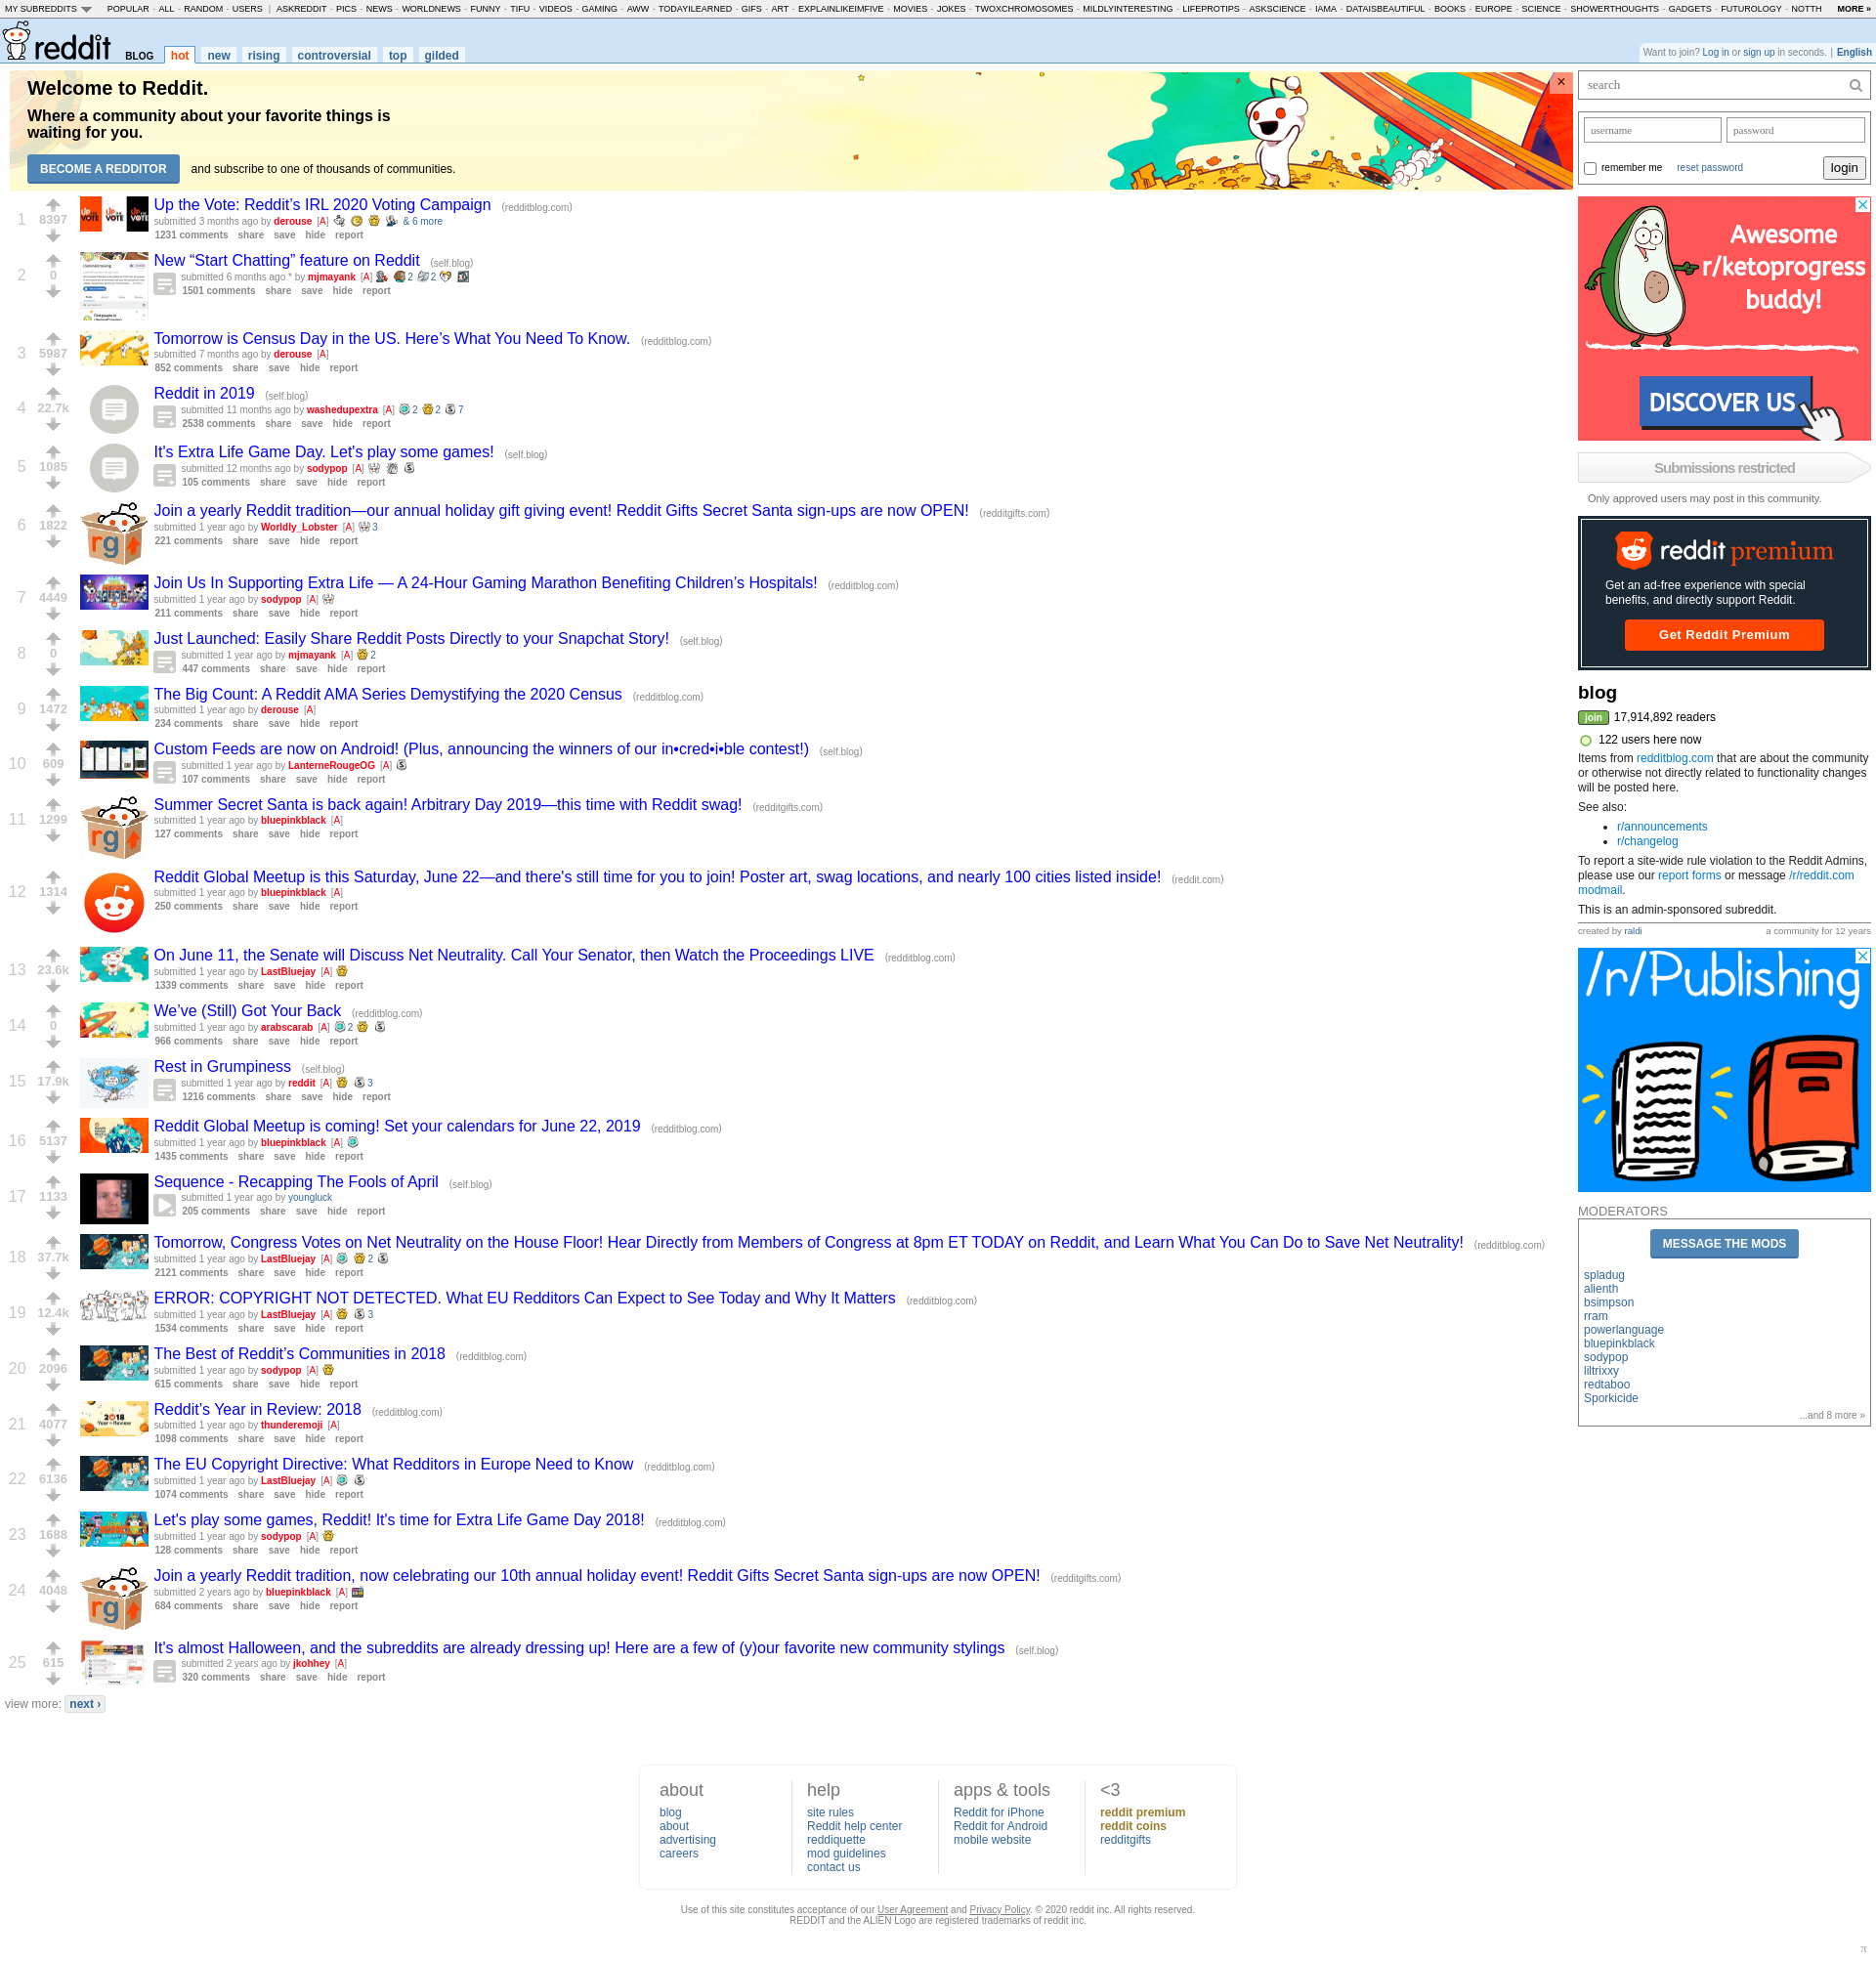 MY SUBREDDITS POPULAR - ALL - RANDOM - USERS | ASKREDDIT - PICS - NEWS - WORLDNEWS - FUNNY - TIFU - VIDEOS - GAMING - AWW - TODAYILEARNED - GIFS - ART - EXPLAINLIKEIMFIVE - MOVIES - JOKES - TWOXCHROMOSOMES - MILDLYINTERESTING - LIFEPROTIPS - ASKSCIENCE - IAMA - DATAISBEAUTIFUL - BOOKS - EUROPE - SCIENCE - SHOWERTHOUGHTS - GADGETS - FUTUROLOGY - NOTTH MORE »
reddit BLOG hot new rising controversial top gilded
Want to join? Log in or sign up in seconds. | English
Welcome to Reddit.
Where a community about your favorite things is
waiting for you.
BECOME A REDDITOR and subscribe to one of thousands of communities.
×
1
8397
UP THE VOTE
Up the Vote: Reddit’s IRL 2020 Voting Campaign (redditblog.com)
submitted 3 months ago by derouse [A] & 6 more
1231 comments share save hide report
2
0
New “Start Chatting” feature on Reddit (self.blog)
submitted 6 months ago * by mjmayank [A] 2 2
1501 comments share save hide report
3
5987
Tomorrow is Census Day in the US. Here’s What You Need To Know. (redditblog.com)
submitted 7 months ago by derouse [A]
852 comments share save hide report
4
22.7k
Reddit in 2019 (self.blog)
submitted 11 months ago by washedupextra [A] 2 2 7
2538 comments share save hide report
5
1085
It's Extra Life Game Day. Let's play some games! (self.blog)
submitted 12 months ago by sodypop [A]
105 comments share save hide report
6
1822
rg
Join a yearly Reddit tradition—our annual holiday gift giving event! Reddit Gifts Secret Santa sign-ups are now OPEN! (redditgifts.com)
submitted 1 year ago by Worldly_Lobster [A] 3
221 comments share save hide report
7
4449
Join Us In Supporting Extra Life — A 24-Hour Gaming Marathon Benefiting Children’s Hospitals! (redditblog.com)
submitted 1 year ago by sodypop [A]
211 comments share save hide report
8
0
Just Launched: Easily Share Reddit Posts Directly to your Snapchat Story! (self.blog)
submitted 1 year ago by mjmayank [A] 2
447 comments share save hide report
9
1472
The Big Count: A Reddit AMA Series Demystifying the 2020 Census (redditblog.com)
submitted 1 year ago by derouse [A]
234 comments share save hide report
10
609
Custom Feeds are now on Android! (Plus, announcing the winners of our in•cred•i•ble contest!) (self.blog)
submitted 1 year ago by LanterneRougeOG [A]
107 comments share save hide report
11
1299
rg
Summer Secret Santa is back again! Arbitrary Day 2019—this time with Reddit swag! (redditgifts.com)
submitted 1 year ago by bluepinkblack [A]
127 comments share save hide report
12
1314
Reddit Global Meetup is this Saturday, June 22—and there's still time for you to join! Poster art, swag locations, and nearly 100 cities listed inside! (reddit.com)
submitted 1 year ago by bluepinkblack [A]
250 comments share save hide report
13
23.6k
On June 11, the Senate will Discuss Net Neutrality. Call Your Senator, then Watch the Proceedings LIVE (redditblog.com)
submitted 1 year ago by LastBluejay [A]
1339 comments share save hide report
14
0
We’ve (Still) Got Your Back (redditblog.com)
submitted 1 year ago by arabscarab [A] 2
966 comments share save hide report
15
17.9k
Rest in Grumpiness (self.blog)
submitted 1 year ago by reddit [A] 3
1216 comments share save hide report
16
5137
Reddit Global Meetup is coming! Set your calendars for June 22, 2019 (redditblog.com)
submitted 1 year ago by bluepinkblack [A]
1435 comments share save hide report
17
1133
Sequence - Recapping The Fools of April (self.blog)
submitted 1 year ago by youngluck
205 comments share save hide report
18
37.7k
Tomorrow, Congress Votes on Net Neutrality on the House Floor! Hear Directly from Members of Congress at 8pm ET TODAY on Reddit, and Learn What You Can Do to Save Net Neutrality! (redditblog.com)
submitted 1 year ago by LastBluejay [A] 2
2121 comments share save hide report
19
12.4k
ERROR: COPYRIGHT NOT DETECTED. What EU Redditors Can Expect to See Today and Why It Matters (redditblog.com)
submitted 1 year ago by LastBluejay [A] 3
1534 comments share save hide report
20
2096
The Best of Reddit’s Communities in 2018 (redditblog.com)
submitted 1 year ago by sodypop [A]
615 comments share save hide report
21
4077
2018
Year in Review
Reddit’s Year in Review: 2018 (redditblog.com)
submitted 1 year ago by thunderemoji [A]
1098 comments share save hide report
22
6136
The EU Copyright Directive: What Redditors in Europe Need to Know (redditblog.com)
submitted 1 year ago by LastBluejay [A]
1074 comments share save hide report
23
1688
Let's play some games, Reddit! It's time for Extra Life Game Day 2018! (redditblog.com)
submitted 1 year ago by sodypop [A]
128 comments share save hide report
24
4048
rg
Join a yearly Reddit tradition, now celebrating our 10th annual holiday event! Reddit Gifts Secret Santa sign-ups are now OPEN! (redditgifts.com)
submitted 2 years ago by bluepinkblack [A]
684 comments share save hide report
25
615
It's almost Halloween, and the subreddits are already dressing up! Here are a few of (y)our favorite new community stylings (self.blog)
submitted 2 years ago by jkohhey [A]
320 comments share save hide report
view more: next ›
search
username password
remember me reset password login
Awesome
r/ketoprogress
buddy!
DISCOVER US
Submissions restricted
Only approved users may post in this community.
reddit premium
Get an ad-free experience with special
benefits, and directly support Reddit.
Get Reddit Premium
blog
join 17,914,892 readers
122 users here now
Items from redditblog.com that are about the community
or otherwise not directly related to functionality changes
will be posted here.
See also:
• r/announcements
• r/changelog
To report a site-wide rule violation to the Reddit Admins,
please use our report forms or message /r/reddit.com
modmail.
This is an admin-sponsored subreddit.
created by raldi a community for 12 years
/r/Publishing
MODERATORS
MESSAGE THE MODS
spladug
alienth
bsimpson
rram
powerlanguage
bluepinkblack
sodypop
liltrixxy
redtaboo
Sporkicide
...and 8 more »
about
blog
about
advertising
careers
help
site rules
Reddit help center
reddiquette
mod guidelines
contact us
apps & tools
Reddit for iPhone
Reddit for Android
mobile website
<3
reddit premium
reddit coins
redditgifts
Use of this site constitutes acceptance of our User Agreement and Privacy Policy. © 2020 reddit inc. All rights reserved.
REDDIT and the ALIEN Logo are registered trademarks of reddit inc.
π